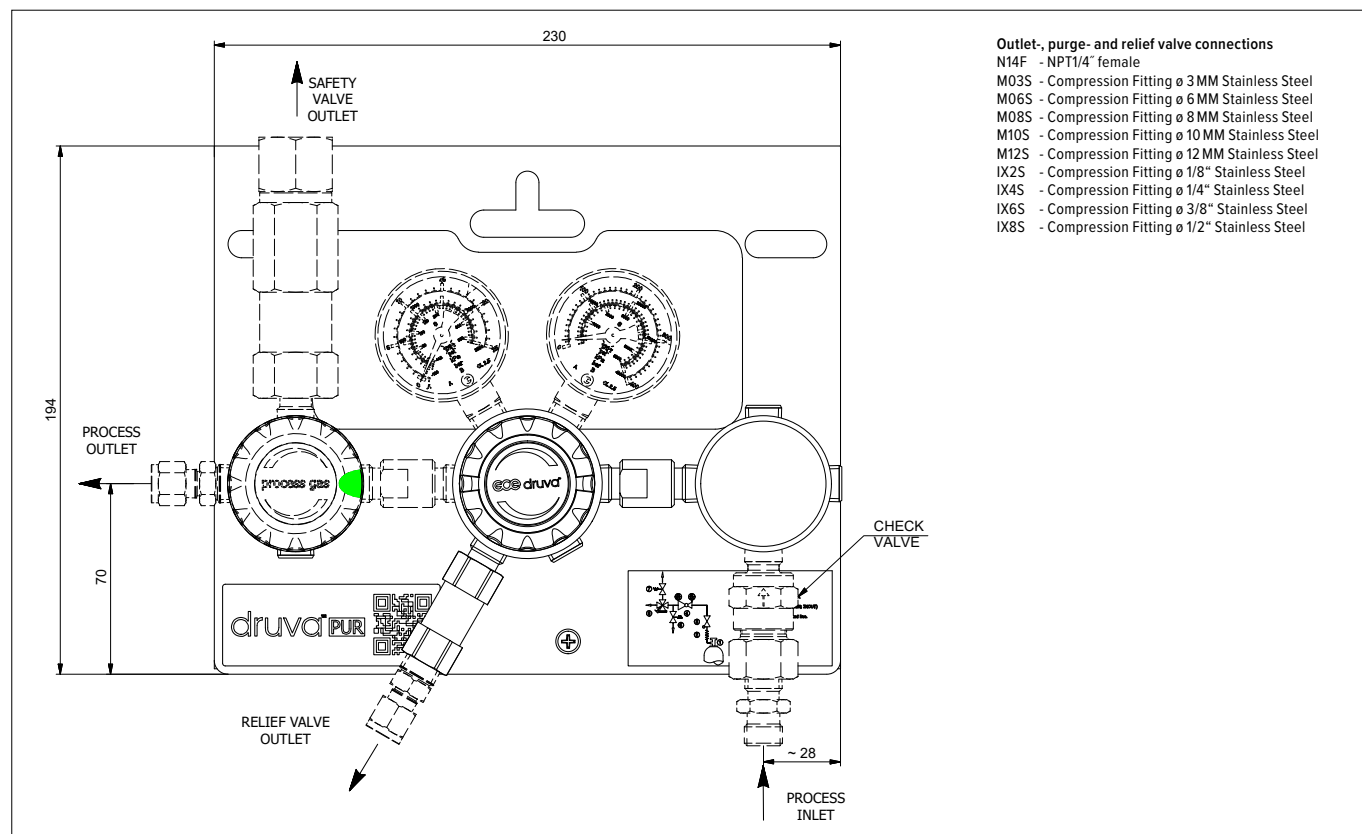 230
SAFETY
VALVE
OUTLET
194
PROCESS
OUTLET
70
process gas
gce druva
CHECK
VALVE
druva PUR
RELIEF VALVE
OUTLET
~ 28
PROCESS
INLET
Outlet-, purge- and relief valve connections
N14F - NPT1/4˝ female
M03S - Compression Fitting ø 3 MM Stainless Steel
M06S - Compression Fitting ø 6 MM Stainless Steel
M08S - Compression Fitting ø 8 MM Stainless Steel
M10S - Compression Fitting ø 10 MM Stainless Steel
M12S - Compression Fitting ø 12 MM Stainless Steel
IX2S - Compression Fitting ø 1/8“ Stainless Steel
IX4S - Compression Fitting ø 1/4“ Stainless Steel
IX6S - Compression Fitting ø 3/8“ Stainless Steel
IX8S - Compression Fitting ø 1/2“ Stainless Steel